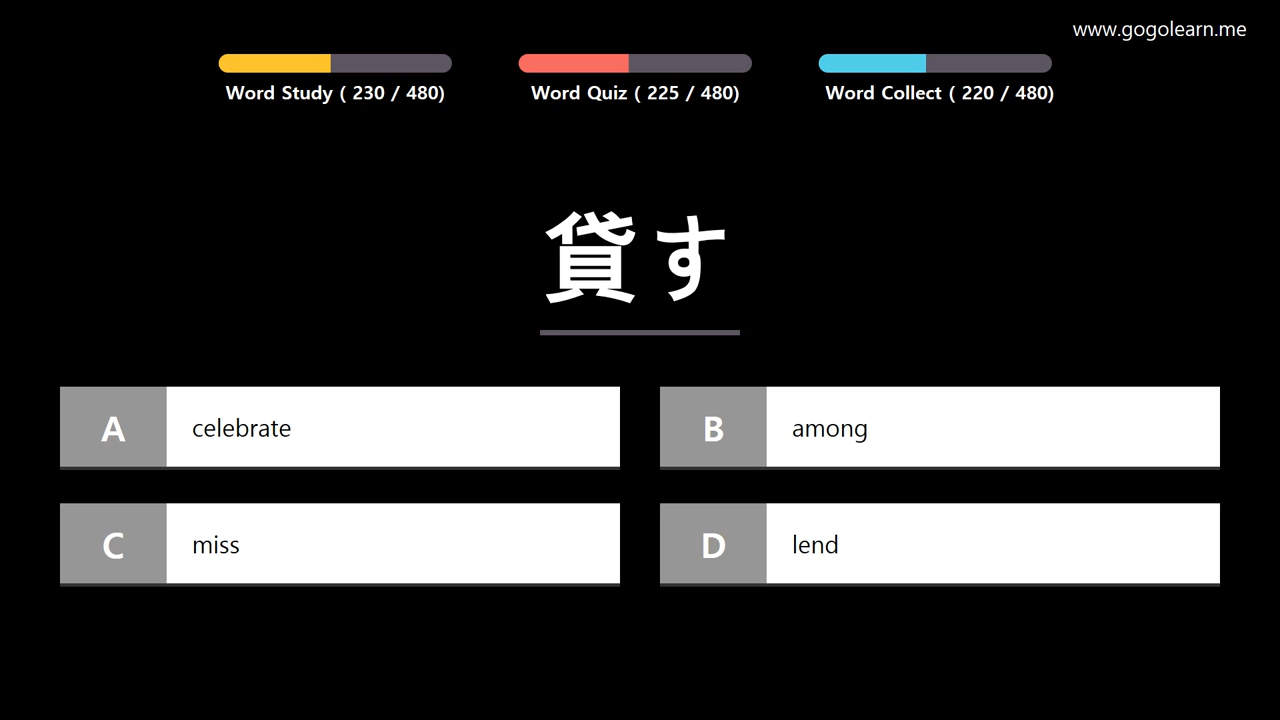 www.gogolearn.me
Word Study ( 230 / 480)
Word Quiz ( 225 / 480)
Word Collect ( 220 / 480)
貸す
A celebrate
B among
C miss
D lend